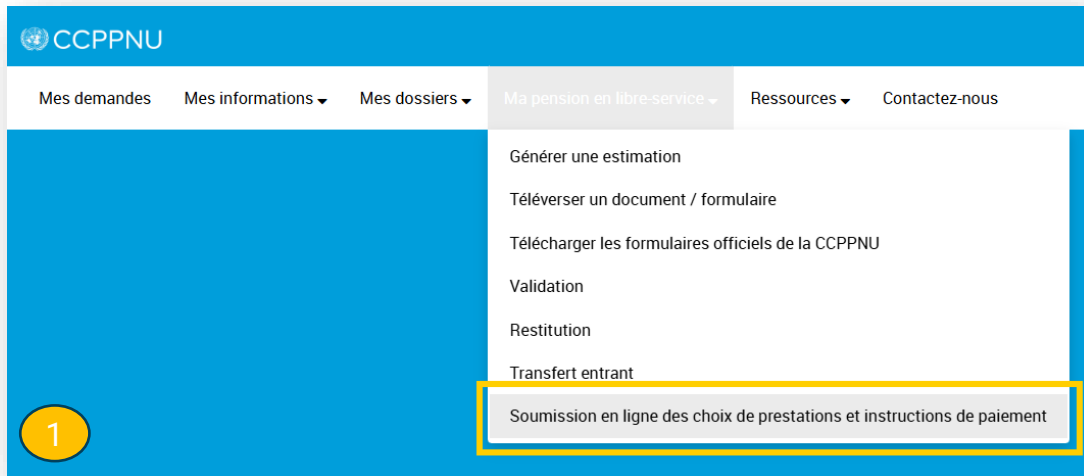 CCPPNU
Mes demandes Mes informations Mes dossiers Ma pension en libre-service Ressources Contactez-nous
Générer une estimation
Téléverser un document / formulaire
Télécharger les formulaires officiels de la CCPPNU
Validation
Restitution
Transfert entrant
Soumission en ligne des choix de prestations et instructions de paiement
1